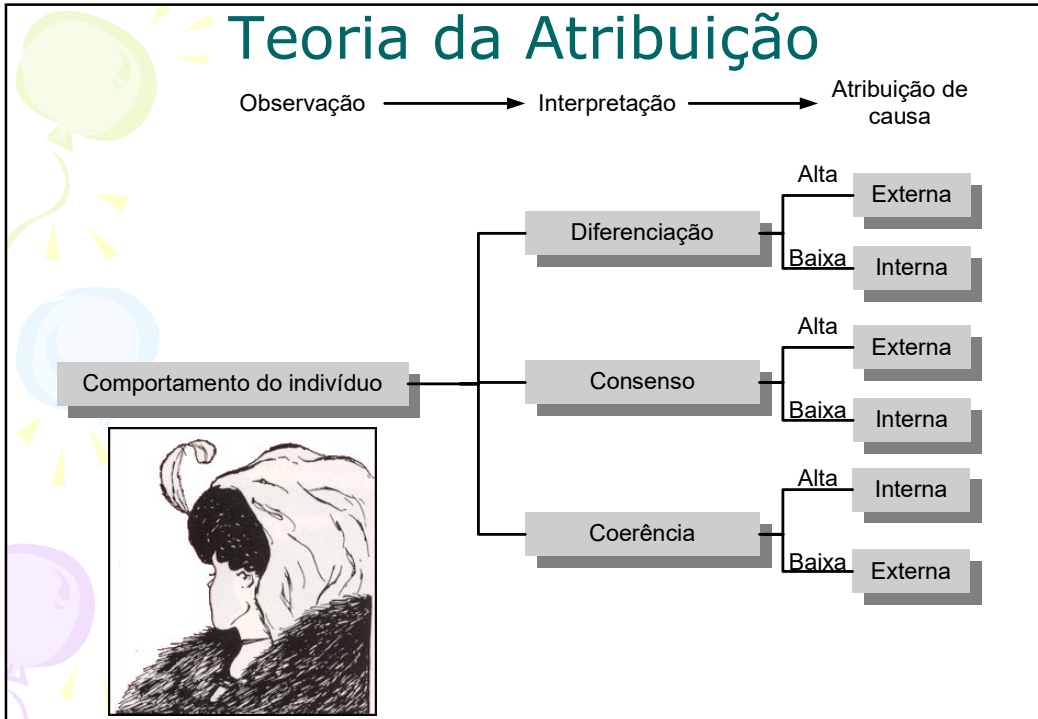 Teoria da Atribuição
Observação
Interpretação
Atribuição de
causa
Comportamento do indivíduo
Diferenciação
Alta
Externa
Baixa
Interna
Consenso
Alta
Externa
Baixa
Interna
Coerência
Alta
Interna
Baixa
Externa